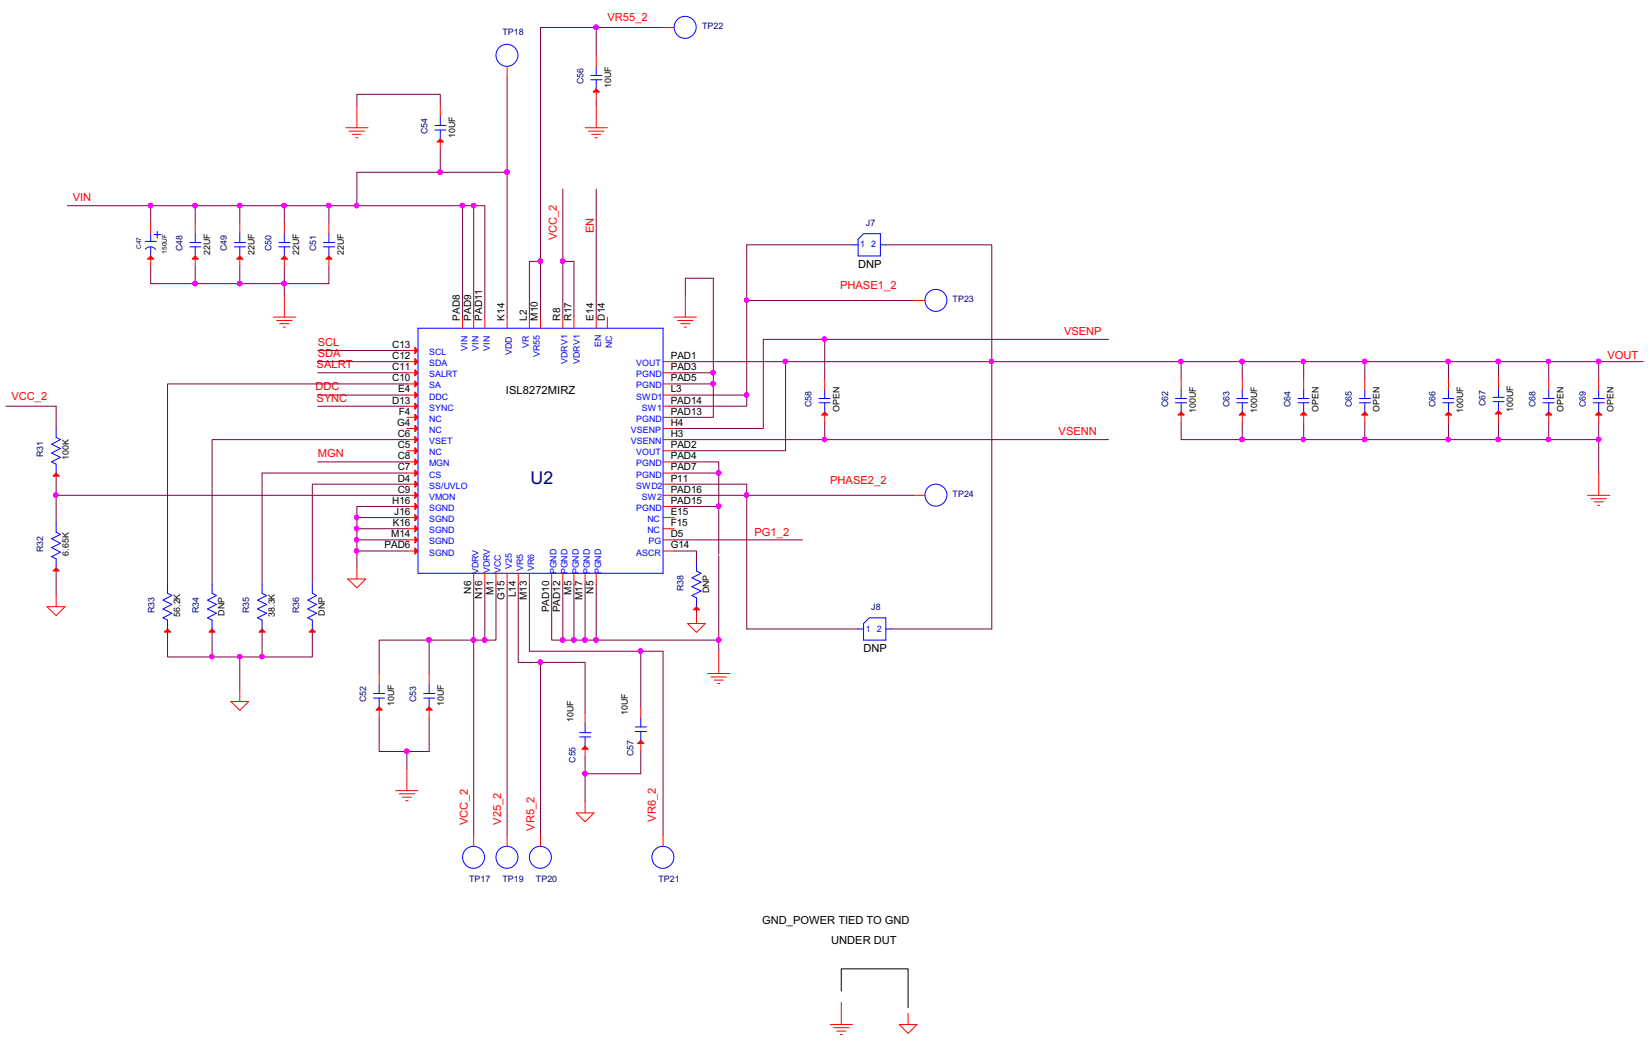 VR55_2
TP22
TP18
C56
10UF
C54
10UF
VIN
C47
+
150UF
C48
22UF
C49
22UF
C50
22UF
C51
22UF
VCC_2
EN
J7
1 2
DNP
PHASE1_2
TP23
PAD8
PAD9
PAD11
K14
L2
M10
R8
R17
E14
D14
VIN
VIN
VIN
VDD
VR
VR55
VDRV1
VDRV1
EN
NC
ISL8272MIRZ
U2
SCL
C13
SCL
SDA
C12
SDA
SALRT
C11
SALRT
C10
SA
DDC
E4
DDC
SYNC
D13
SYNC
F4
NC
G4
NC
C6
VSET
C5
NC
MGN
C8
MGN
C7
CS
D4
SS/UVLO
C9
VMON
H16
SGND
J16
SGND
K16
SGND
M14
SGND
PAD6
SGND
VOUT
PAD1
PGND
PAD3
PGND
PAD5
SWD1
L3
SW1
PAD14
PGND
PAD13
VSENP
H4
VSENN
H3
VOUT
PAD2
PGND
PAD4
PGND
PAD7
SWD2
P11
SW2
PAD16
PGND
PAD15
NC
E15
NC
F15
PG
D5
ASCR
G14
VDRV
VDRV
VCC
V25
VR5
VR6
PGND
PGND
PGND
PGND
PGND
N6
N16
M1
G15
L14
M13
PAD10
PAD12
M5
M17
N5
VSENP
VOUT
VSENN
C58
OPEN
C62
100UF
C63
100UF
C64
OPEN
C65
OPEN
C66
100UF
C67
100UF
C68
OPEN
C69
OPEN
PHASE2_2
TP24
PG1_2
R38
DNP
J8
1 2
DNP
VCC_2
R31
100K
R32
6.65K
R33
56.2K
R34
DNP
R35
38.3K
R36
DNP
C52
10UF
C53
10UF
10UF
C55
10UF
C57
VCC_2
V25_2
VR5_2
VR6_2
TP17
TP19
TP20
TP21
GND_POWER TIED TO GND
UNDER DUT